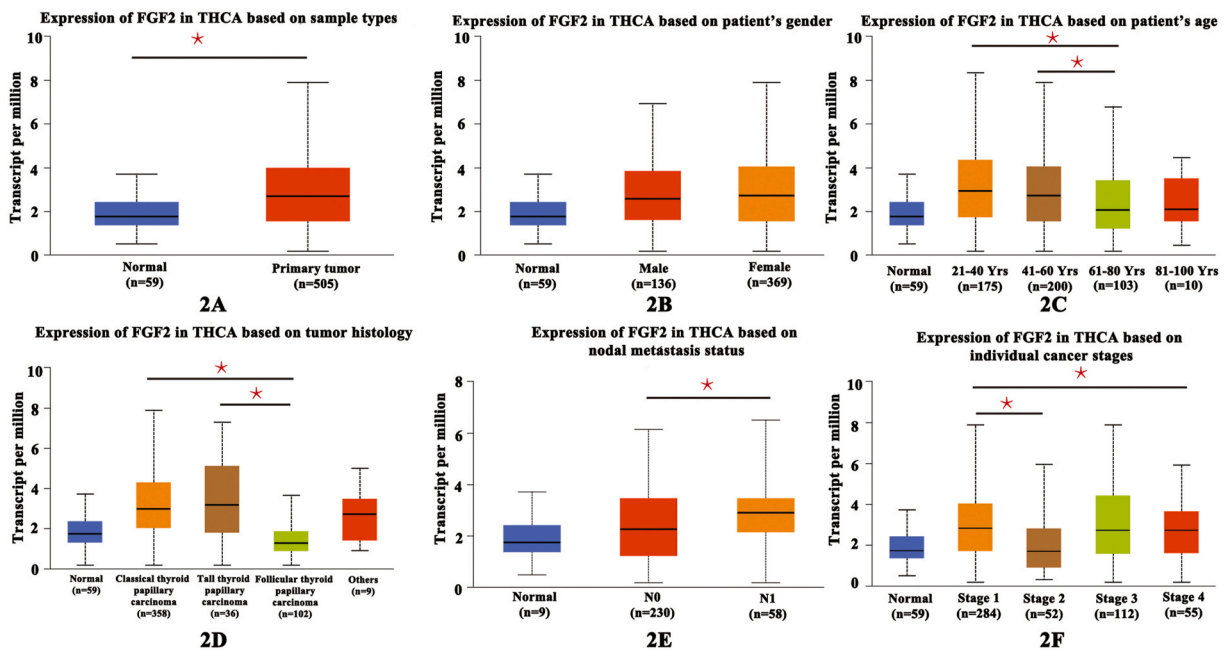 Expression of FGF2 in THCA based on sample types
Transcript per million
10
8
6
4
2
0
Normal
(n=59)
Primary tumor
(n=505)
2A
Expression of FGF2 in THCA based on patient's gender
Transcript per million
10
8
6
4
2
0
Normal
(n=59)
Male
(n=136)
Female
(n=369)
2B
Expression of FGF2 in THCA based on patient's age
Transcript per million
10
8
6
4
2
0
Normal
(n=59)
21-40 Yrs
(n=175)
41-60 Yrs
(n=200)
61-80 Yrs
(n=103)
81-100 Yrs
(n=10)
2C
Expression of FGF2 in THCA based on tumor histology
Transcript per million
10
8
6
4
2
0
Normal
(n=59)
Classical thyroid
papillary
carcinoma
(n=358)
Tall thyroid
papillary
carcinoma
(n=36)
Follicular thyroid
papillary
carcinoma
(n=102)
Others
(n=9)
2D
Expression of FGF2 in THCA based on
nodal metastasis status
Transcript per million
8
6
4
2
0
Normal
(n=9)
N0
(n=230)
N1
(n=58)
2E
Expression of FGF2 in THCA based on
individual cancer stages
Transcript per million
10
8
6
4
2
0
Normal
(n=59)
Stage 1
(n=284)
Stage 2
(n=52)
Stage 3
(n=112)
Stage 4
(n=55)
2F